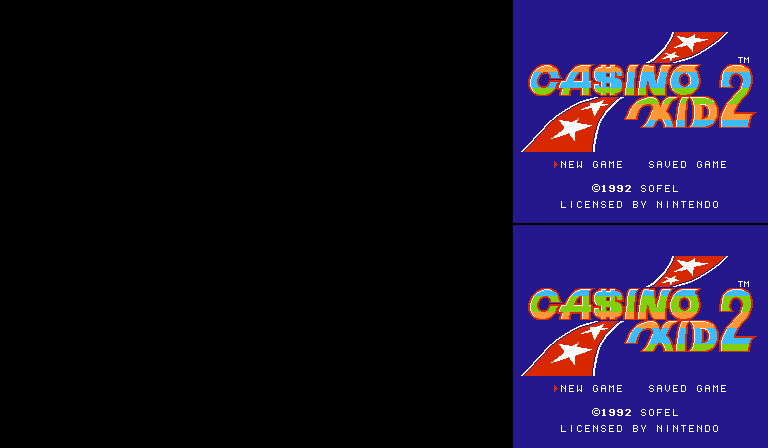 TM
CA$INO
KID 2
NEW GAME SAVED GAME
©1992 SOFEL
LICENSED BY NINTENDO
TM
CA$INO
KID 2
NEW GAME SAVED GAME
©1992 SOFEL
LICENSED BY NINTENDO